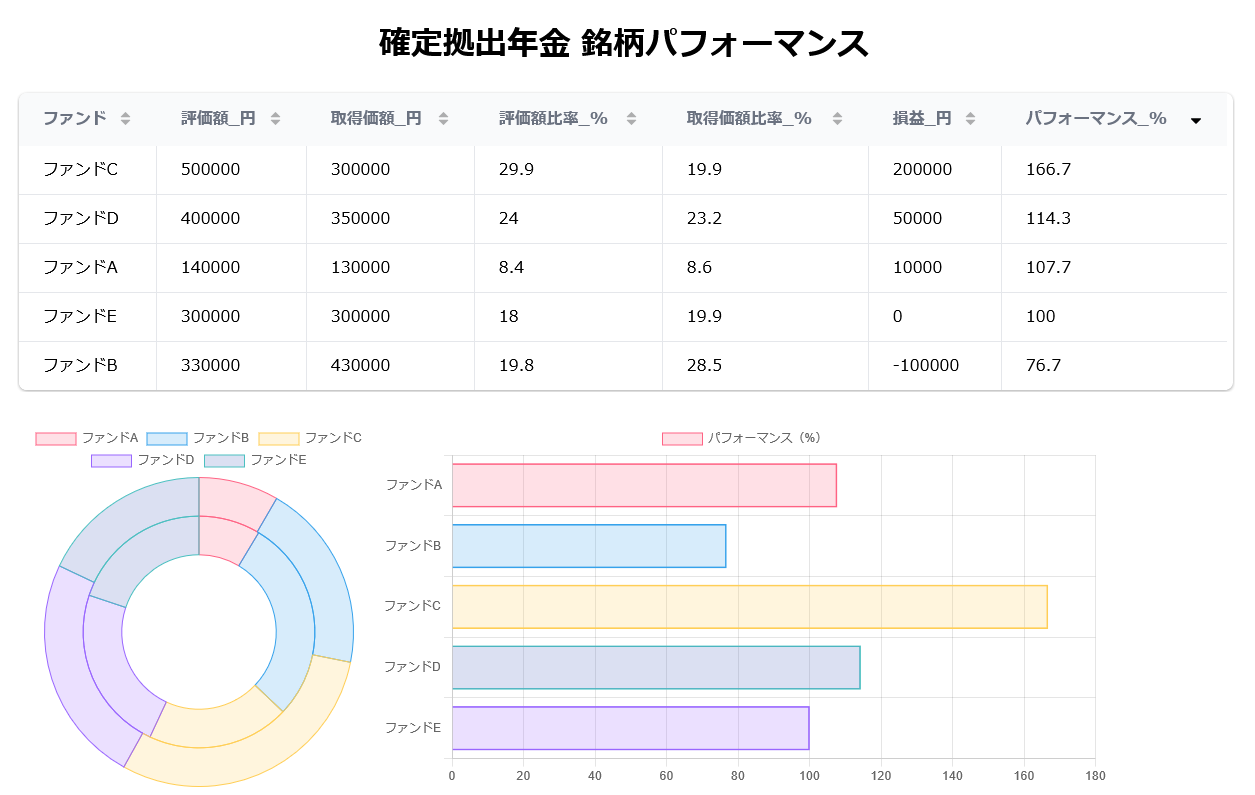 確定拠出年金 銘柄パフォーマンス
ファンド 評価額_円 取得価額_円 評価額比率_% 取得価額比率_% 損益_円 パフォーマンス_%
ファンドC 500000 300000 29.9 19.9 200000 166.7
ファンドD 400000 350000 24 23.2 50000 114.3
ファンドA 140000 130000 8.4 8.6 10000 107.7
ファンドE 300000 300000 18 19.9 0 100
ファンドB 330000 430000 19.8 28.5 -100000 76.7
ファンドA ファンドB ファンドC
ファンドD ファンドE
パフォーマンス（%）
ファンドA
ファンドB
ファンドC
ファンドD
ファンドE
0 20 40 60 80 100 120 140 160 180